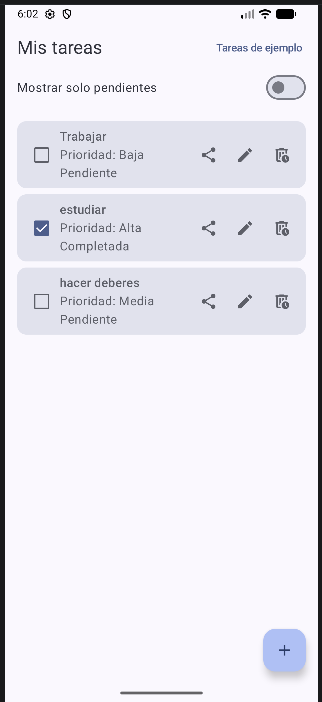 6:02
Mis tareas
Tareas de ejemplo
Mostrar solo pendientes
Trabajar
Prioridad: Baja
Pendiente
estudiar
Prioridad: Alta
Completada
hacer deberes
Prioridad: Media
Pendiente